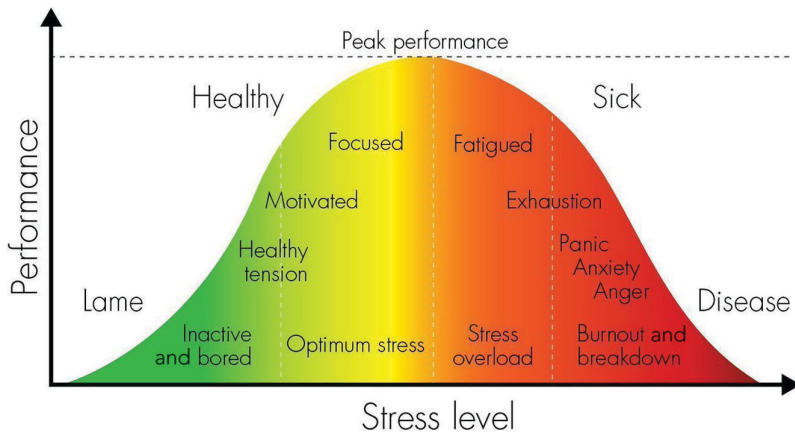 Peak performance
Healthy
Sick
Focused
Fatigued
Motivated
Exhaustion
Healthy
tension
Panic
Anxiety
Anger
Lame
Disease
Inactive
and bored
Optimum stress
Stress
overload
Burnout and
breakdown
Performance
Stress level